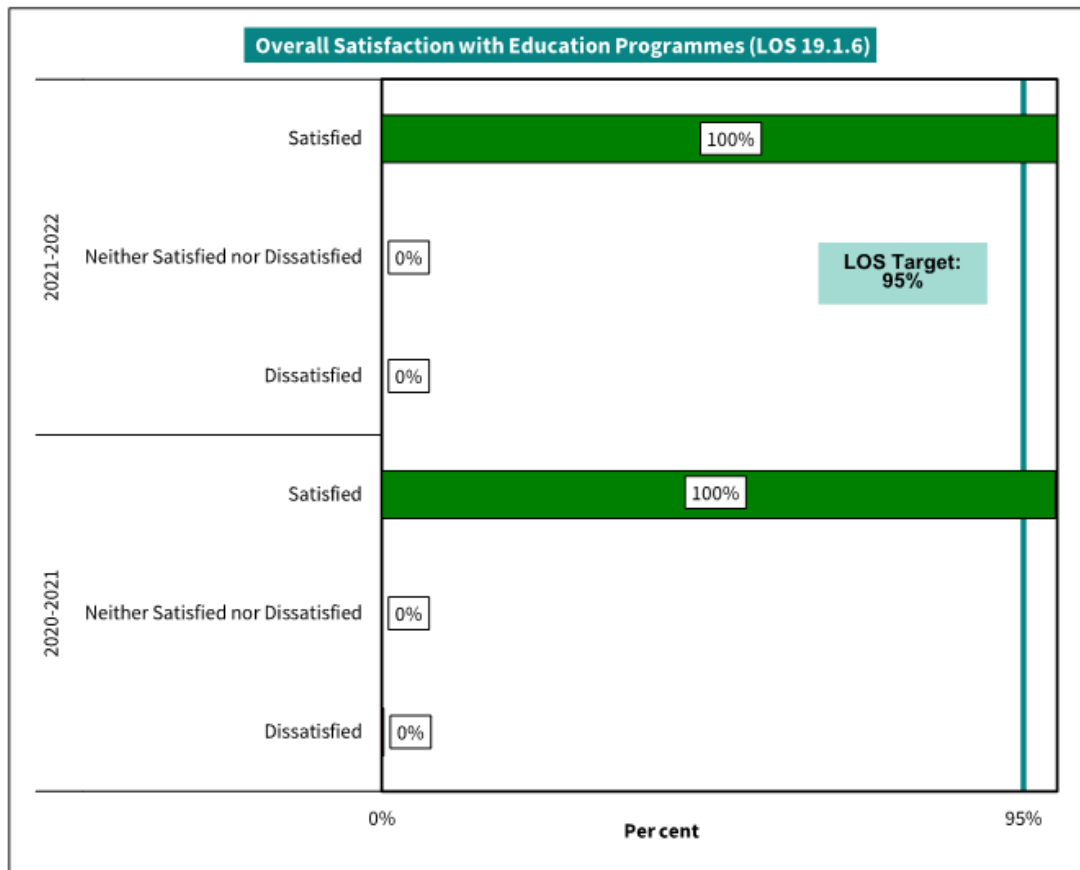 Overall Satisfaction with Education Programmes (LOS 19.1.6)
2021-2022
Satisfied
100%
Neither Satisfied nor Dissatisfied
0%
LOS Target:
95%
Dissatisfied
0%
2020-2021
Satisfied
100%
Neither Satisfied nor Dissatisfied
0%
Dissatisfied
0%
0%
95%
Per cent